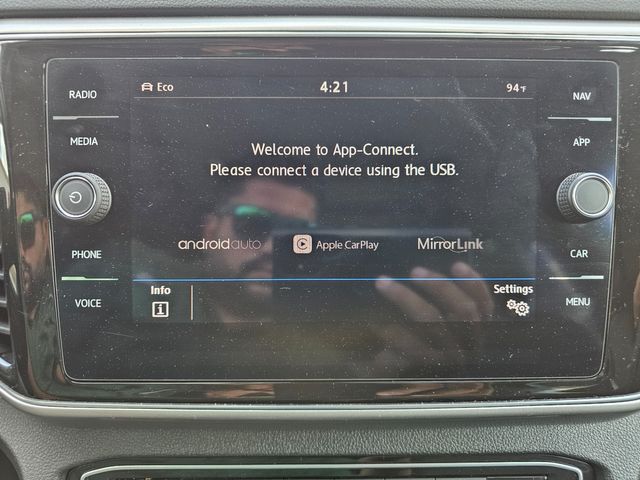 RADIO
MEDIA
PHONE
VOICE
Eco
4:21
94°F
Welcome to App-Connect.
Please connect a device using the USB.
androidauto
Apple CarPlay
MirrorLink
Info
i
Settings
NAV
APP
CAR
MENU